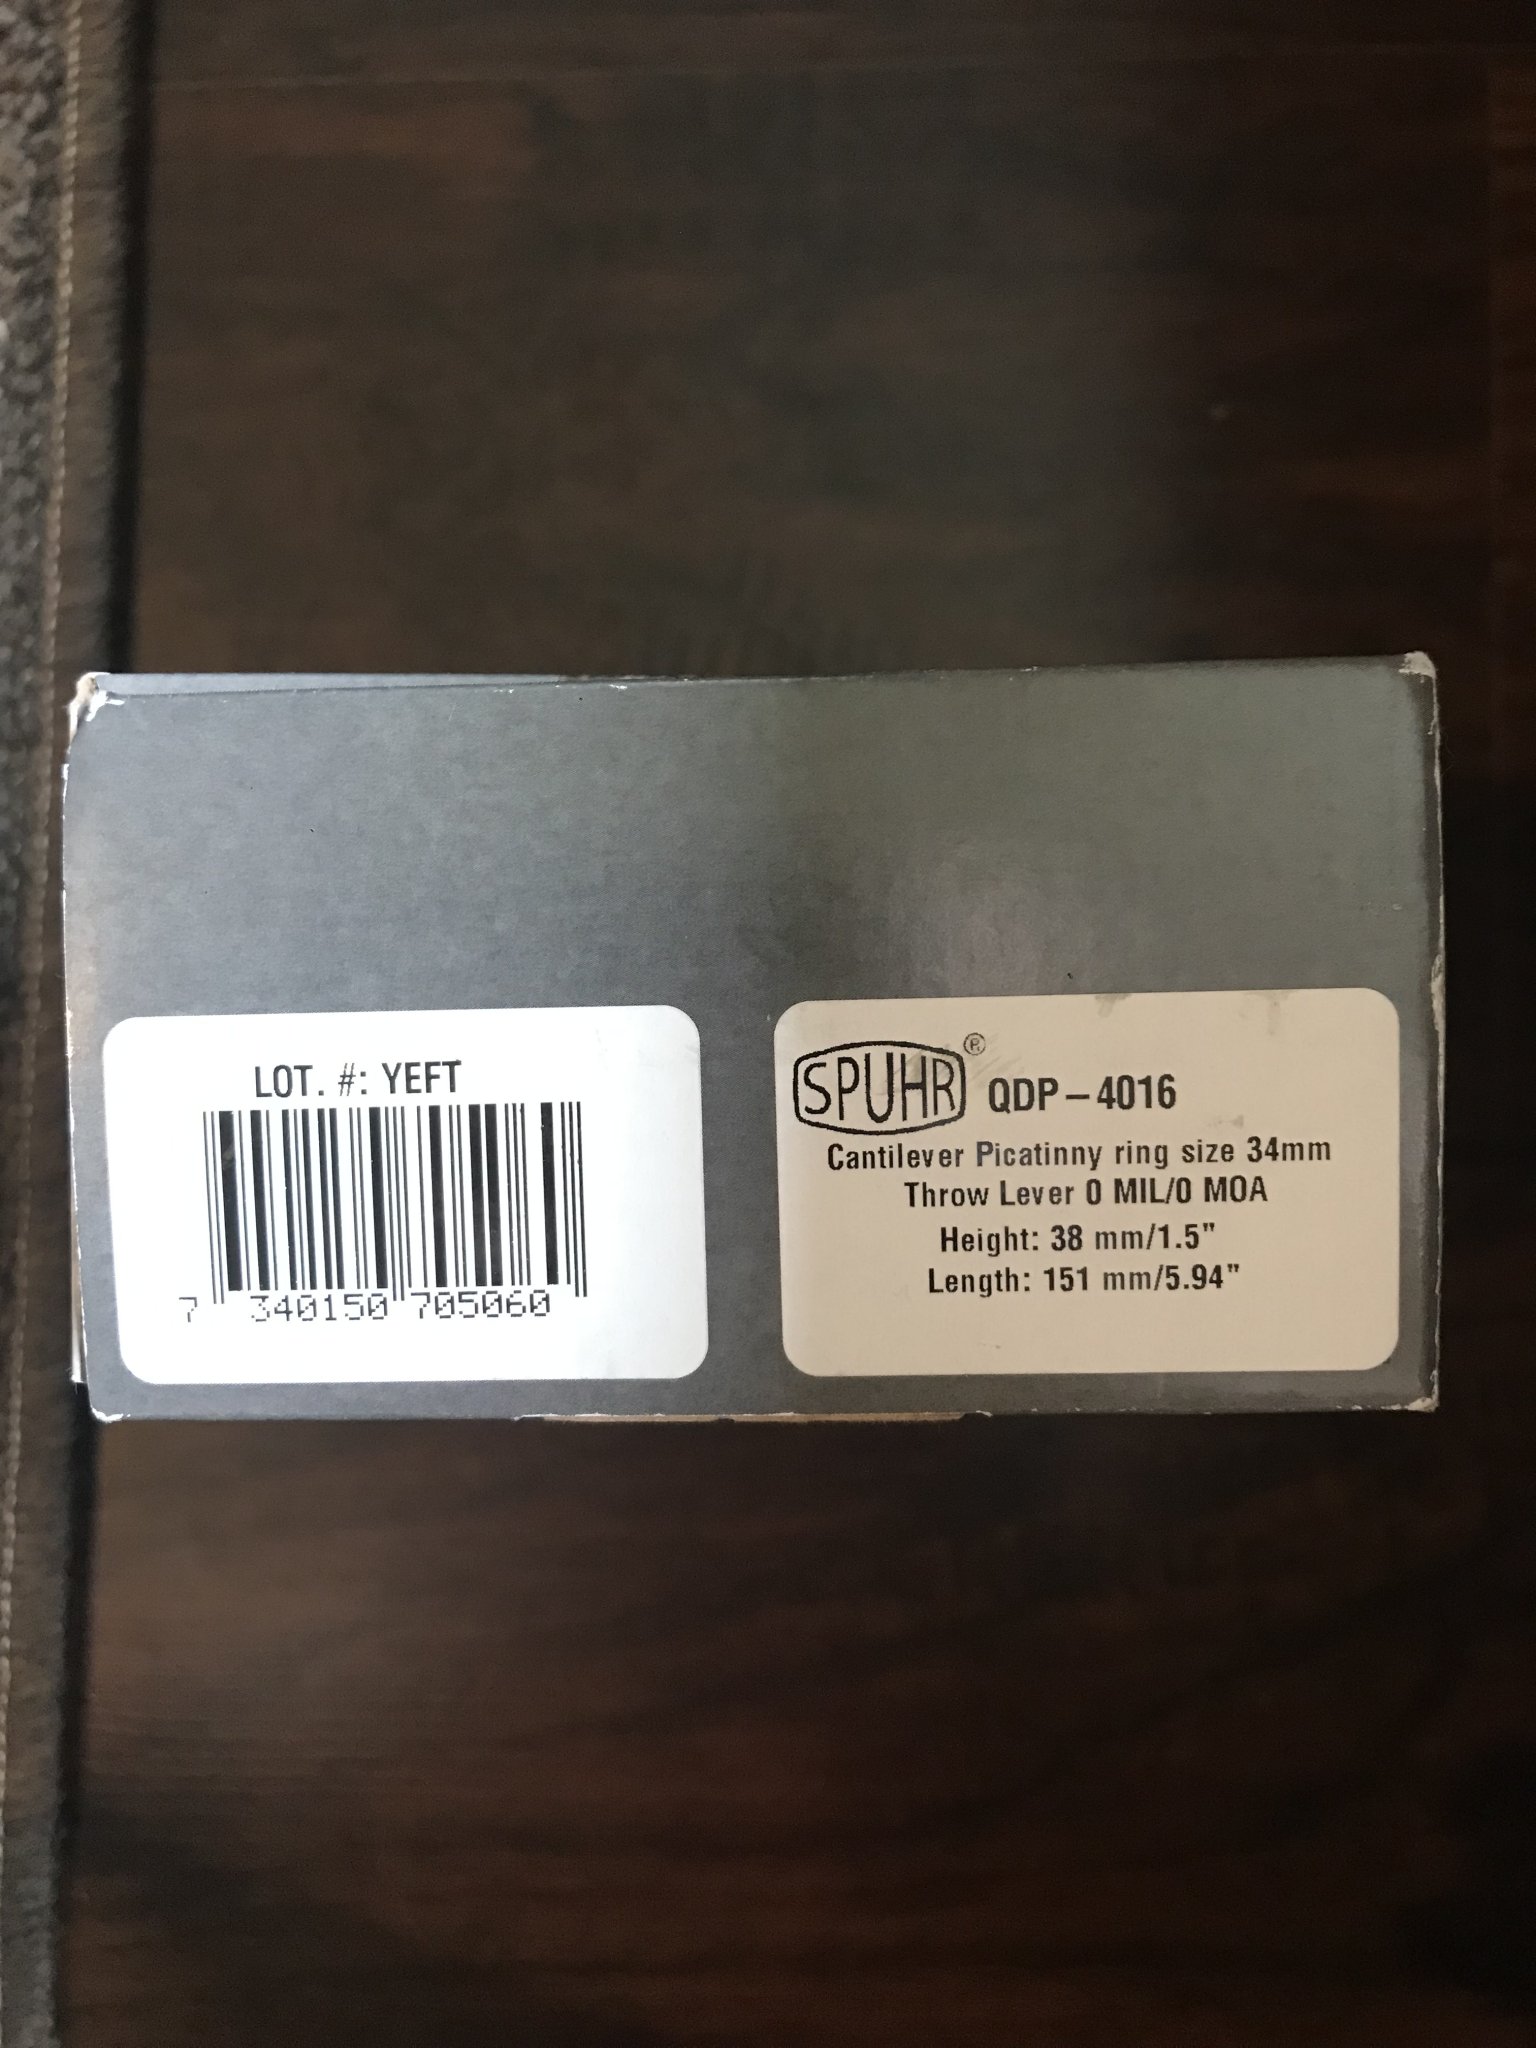 LOT. #: YEFT
7 340150 705060
SPUHR® QDP–4016
Cantilever Picatinny ring size 34mm
Throw Lever 0 MIL/0 MOA
Height: 38 mm/1.5"
Length: 151 mm/5.94"